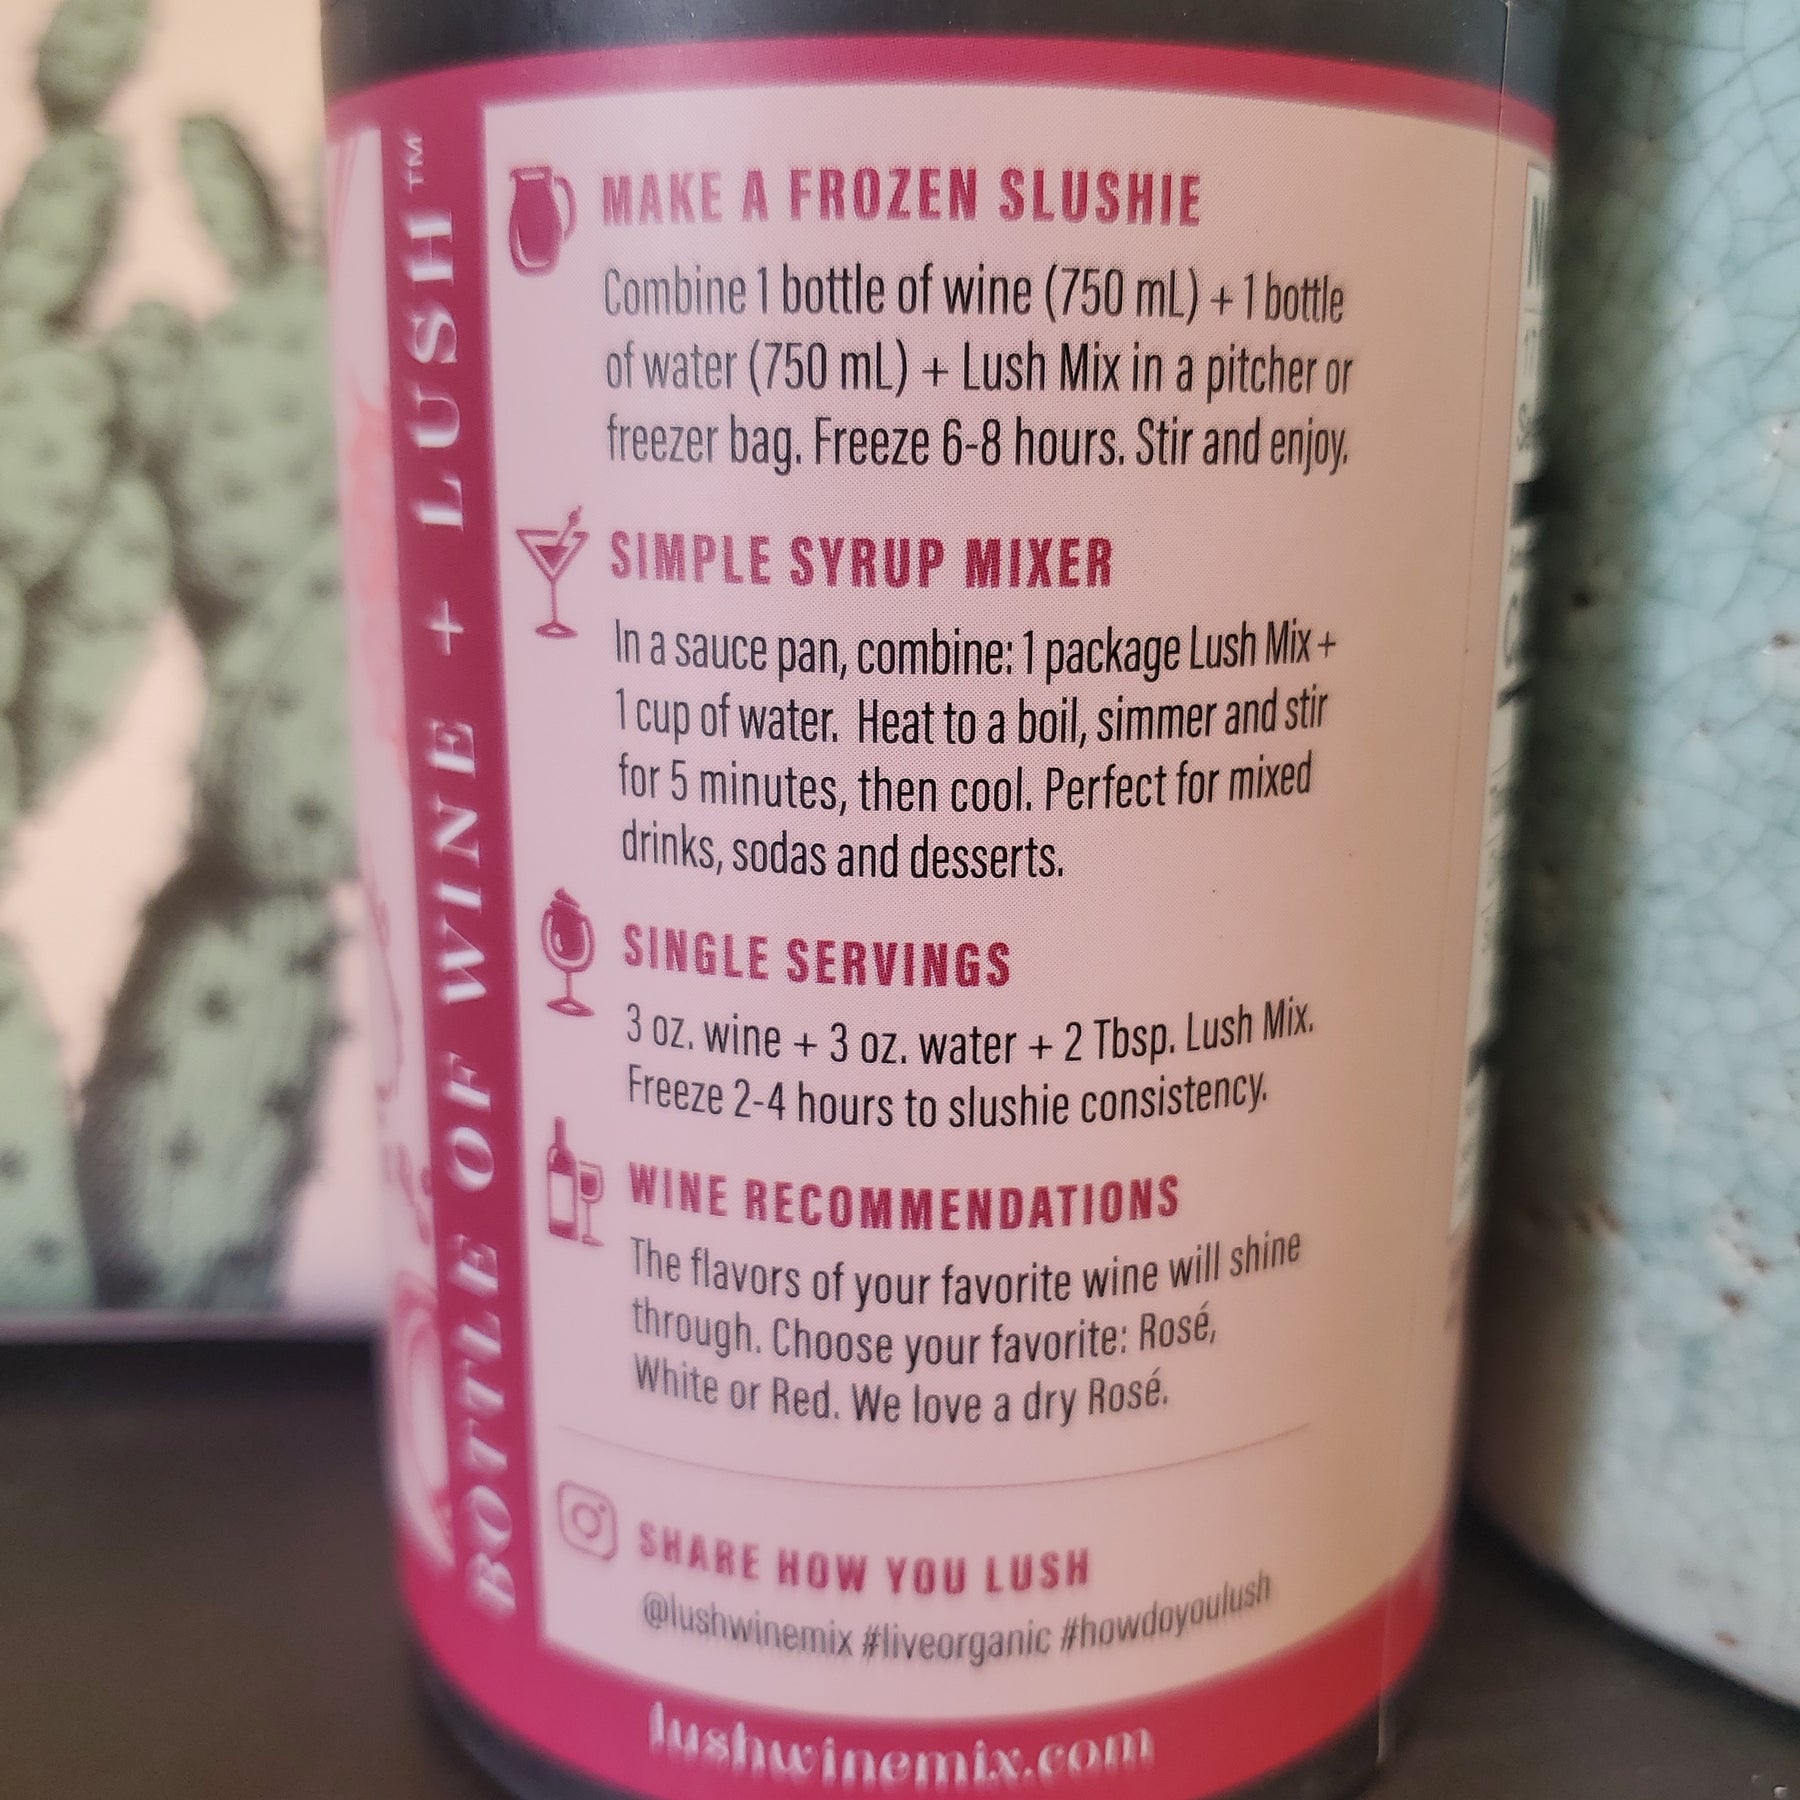 BOTTLE OF WINE + LUSH™
MAKE A FROZEN SLUSHIE
Combine 1 bottle of wine (750 mL) + 1 bottle
of water (750 mL) + Lush Mix in a pitcher or
freezer bag. Freeze 6-8 hours. Stir and enjoy.
SIMPLE SYRUP MIXER
In a sauce pan, combine: 1 package Lush Mix +
1 cup of water. Heat to a boil, simmer and stir
for 5 minutes, then cool. Perfect for mixed
drinks, sodas and desserts.
SINGLE SERVINGS
3 oz. wine + 3 oz. water + 2 Tbsp. Lush Mix.
Freeze 2-4 hours to slushie consistency.
WINE RECOMMENDATIONS
The flavors of your favorite wine will shine
through. Choose your favorite: Rosé,
White or Red. We love a dry Rosé.
SHARE HOW YOU LUSH
@lushwinemix #liveorganic #howdoyoulush
lushwinemix.com